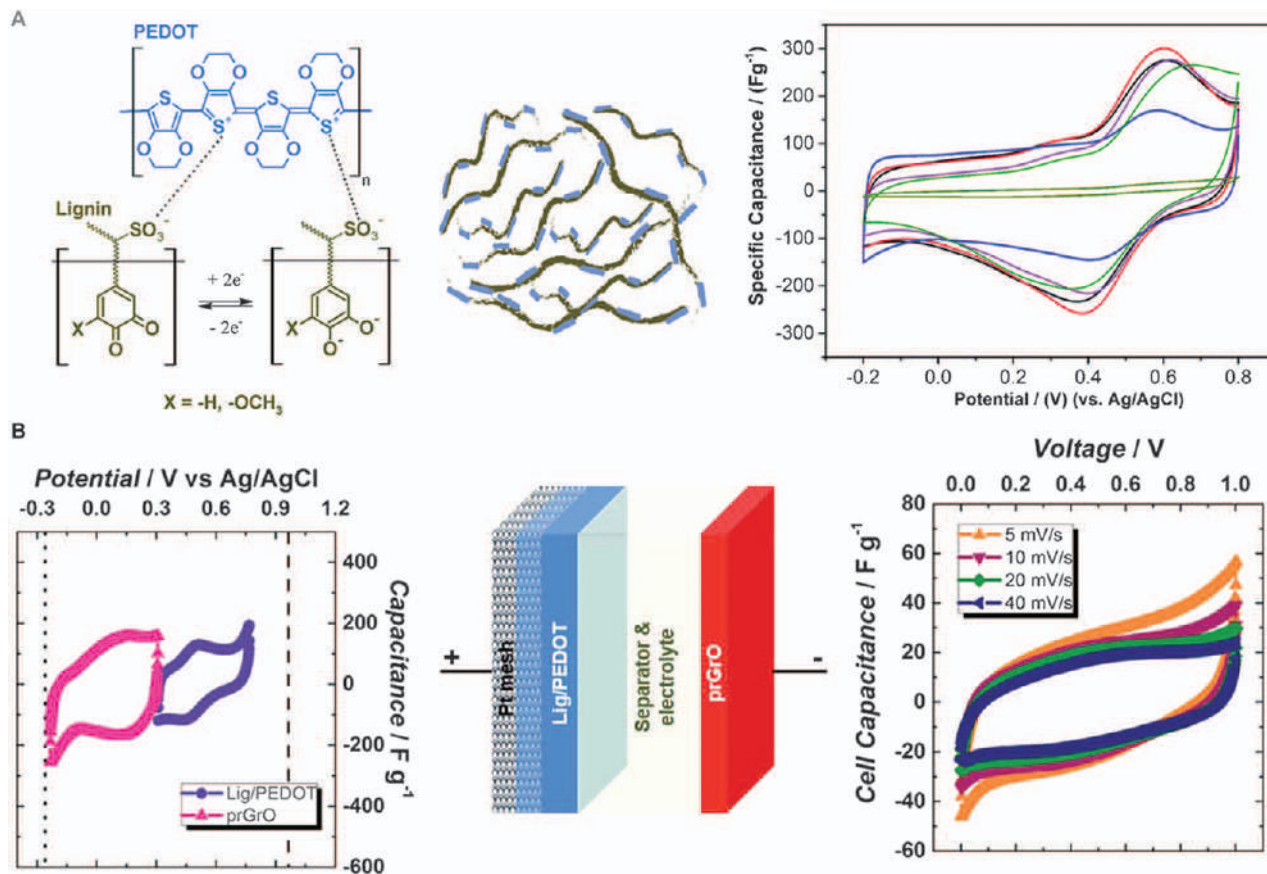 A
PEDOT
S
S+
S
S+
O O
O O
O O
O O
n
Lignin
SO3-
SO3-
+ 2e-
- 2e-
X
O
O
X
O-
O-
X = -H, -OCH3
Specific Capacitance / (Fg-1)
300
200
100
0
-100
-200
-300
-0.2 0.0 0.2 0.4 0.6 0.8
Potential / (V) (vs. Ag/AgCl)
B
Potential / V vs Ag/AgCl
-0.3 0.0 0.3 0.6 0.9 1.2
400
200
0
-200
-400
-600
Capacitance / F g-1
Lig/PEDOT
prGrO
+
Pt mesh
Lig/PEDOT
Separator &
electrolyte
prGrO
-
Voltage / V
0.0 0.2 0.4 0.6 0.8 1.0
Cell Capacitance / F g-1
80
60
40
20
0
-20
-40
-60
5 mV/s
10 mV/s
20 mV/s
40 mV/s